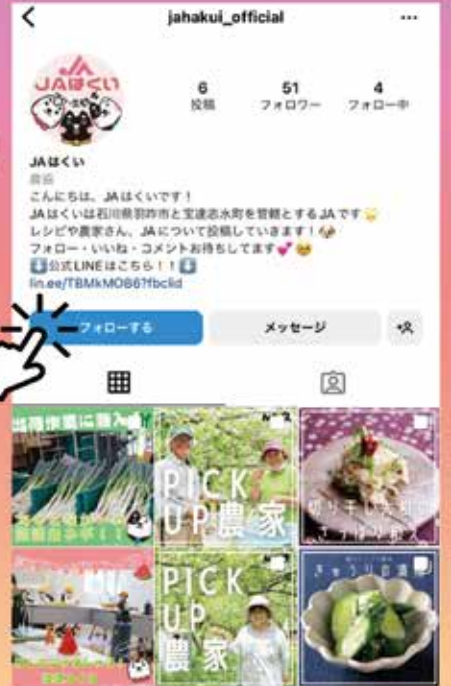 jahakui_official
JAはくい
6
投稿
51
フォロワー
4
フォロー中
JAはくい
農協
こんにちは、JAはくいです!
JAはくいは石川県羽咋市と宝達志水町を管轄とするJAです
レシピや農家さん、JAについて投稿していきます!
フォロー・いいね・コメントお待ちしてます
公式LINEはこちら!!
lin.ee/TBMkMOB6?fbclid
フォローする
メッセージ
出荷作業に潜入
PICK
UP農家
切り干し大根
PICK
UP
農家
きゅうり